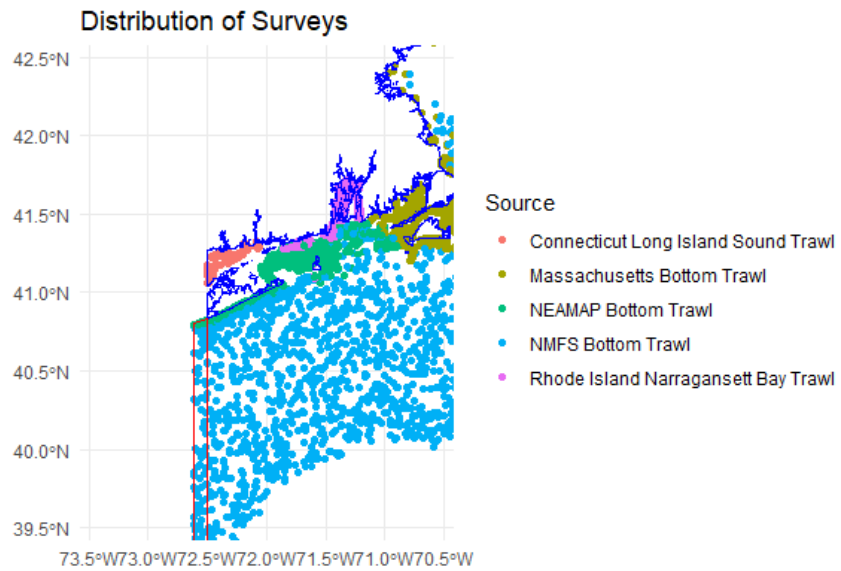 Distribution of Surveys
42.5°N
42.0°N
41.5°N
41.0°N
40.5°N
40.0°N
39.5°N
73.5°W73.0°W72.5°W72.0°W71.5°W71.0°W70.5°W
Source
Connecticut Long Island Sound Trawl
Massachusetts Bottom Trawl
NEAMAP Bottom Trawl
NMFS Bottom Trawl
Rhode Island Narragansett Bay Trawl